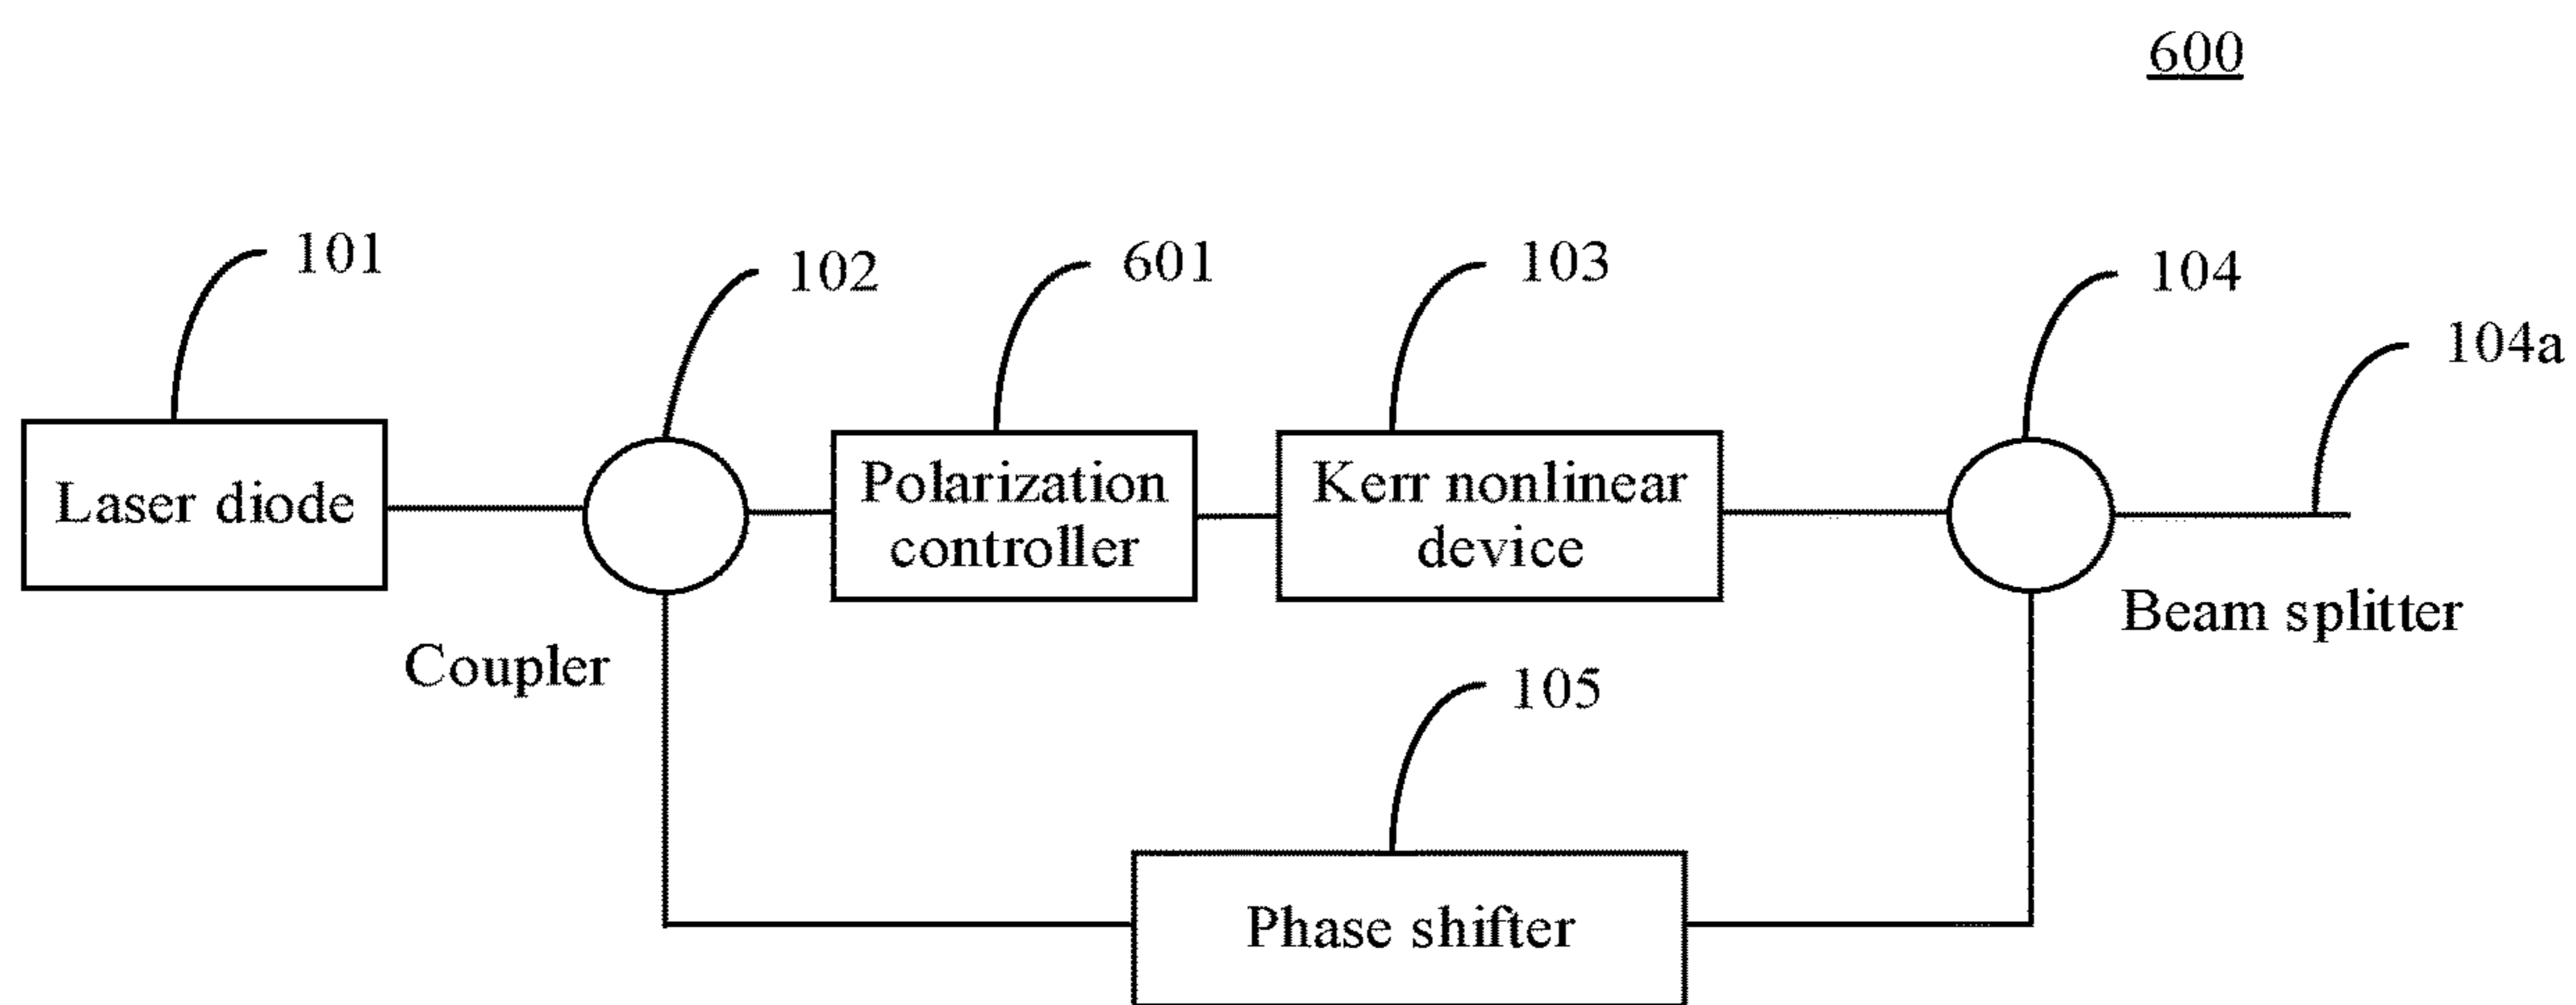 600
101
102
601
103
104
104a
Laser diode
Polarization
controller
Kerr nonlinear
device
Coupler
Beam splitter
105
Phase shifter